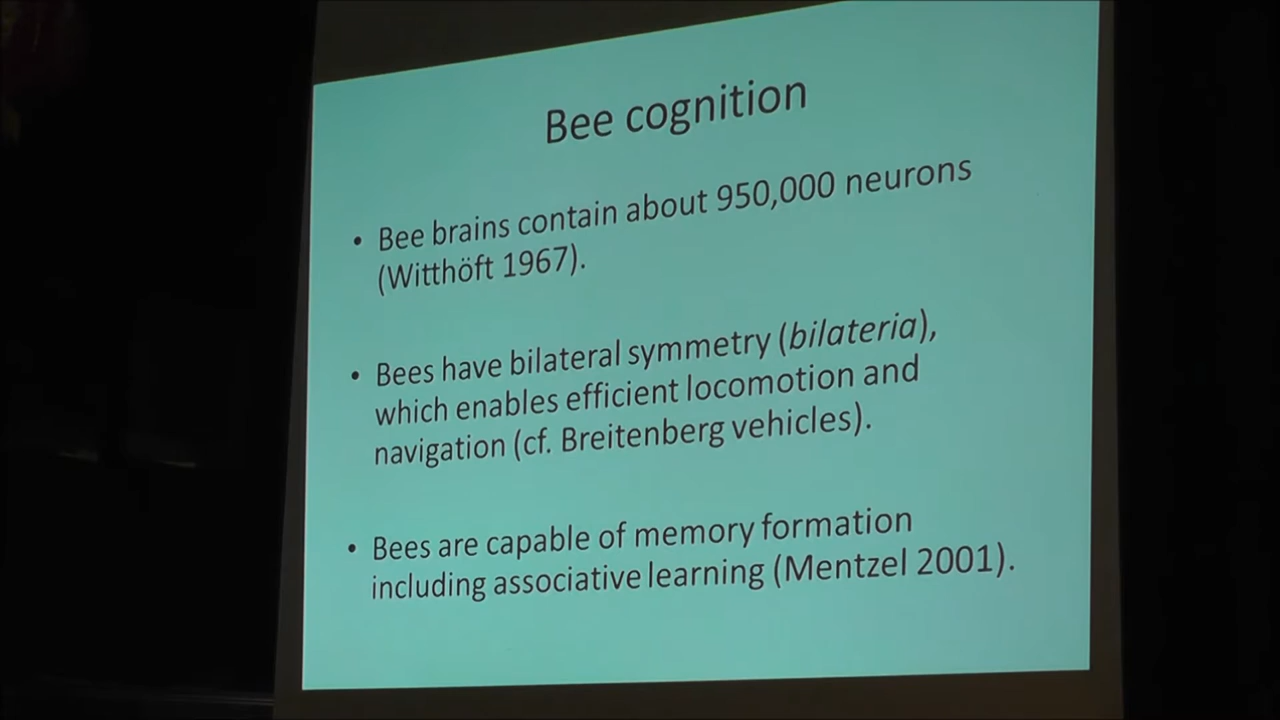 Bee cognition
• Bee brains contain about 950,000 neurons
(Witthöft 1967).
• Bees have bilateral symmetry (bilateria),
which enables efficient locomotion and
navigation (cf. Breitenberg vehicles).
• Bees are capable of memory formation
including associative learning (Mentzel 2001).